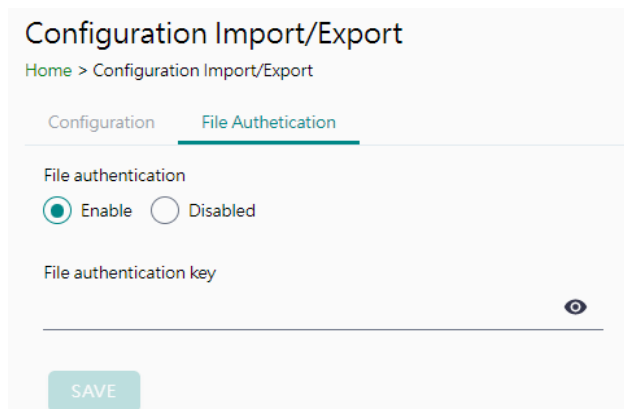 Configuration Import/Export
Home > Configuration Import/Export
Configuration File Authetication
File authentication
Enable Disabled
File authentication key
SAVE